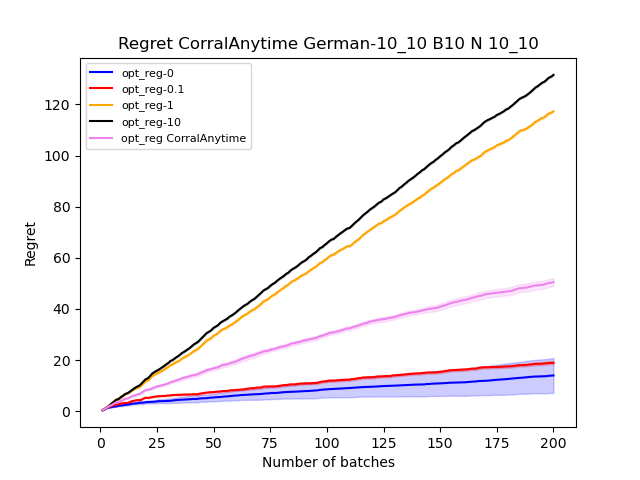 Regret CorralAnytime German-10_10 B10 N 10_10
opt_reg-0
opt_reg-0.1
opt_reg-1
opt_reg-10
opt_reg CorralAnytime
Regret
120
100
80
60
40
20
0
0 25 50 75 100 125 150 175 200
Number of batches